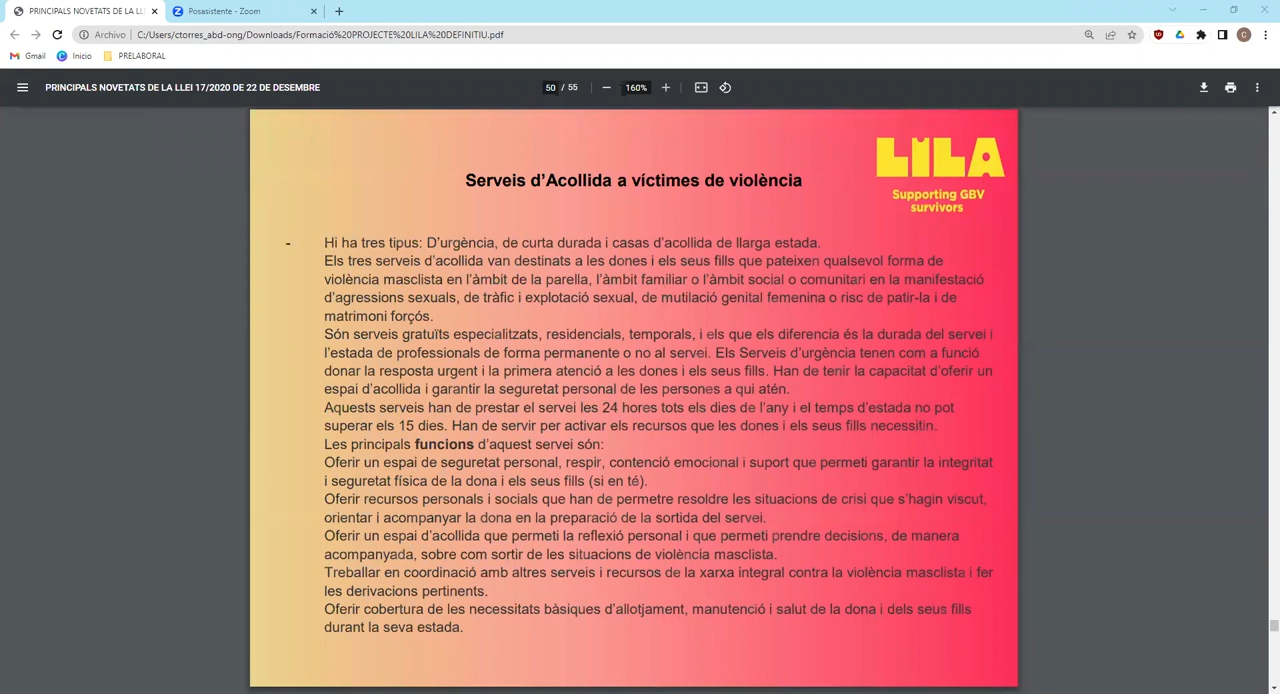 PRINCIPALS NOVETATS DE LA LL
Posasistente - Zoom
Archivo
C:/Users/ctorres_abd-ong/Downloads/Formació%20PROJECTE%20LILA%20DEFINITIU.pdf
C
Gmail
Inicio
PRELABORAL
PRINCIPALS NOVETATS DE LA LLEI 17/2020 DE 22 DE DESEMBRE
50 / 55
160%
LILA
Supporting GBV
survivors
Serveis d'Acollida a víctimes de violència
- Hi ha tres tipus: D'urgència, de curta durada i casas d'acollida de llarga estada.
Els tres serveis d'acollida van destinats a les dones i els seus fills que pateixen qualsevol forma de
violència masclista en l'àmbit de la parella, l'àmbit familiar o l'àmbit social o comunitari en la manifestació
d'agressions sexuals, de tràfic i explotació sexual, de mutilació genital femenina o risc de patir-la i de
matrimoni forçós.
Són serveis gratuïts especialitzats, residencials, temporals, i els que els diferencia és la durada del servei i
l'estada de professionals de forma permanente o no al servei. Els Serveis d'urgència tenen com a funció
donar la resposta urgent i la primera atenció a les dones i els seus fills. Han de tenir la capacitat d'oferir un
espai d'acollida i garantir la seguretat personal de les persones a qui atén.
Aquests serveis han de prestar el servei les 24 hores tots els dies de l'any i el temps d'estada no pot
superar els 15 dies. Han de servir per activar els recursos que les dones i els seus fills necessitin.
Les principals funcions d'aquest servei són:
Oferir un espai de seguretat personal, respir, contenció emocional i suport que permeti garantir la integritat
i seguretat física de la dona i els seus fills (si en té).
Oferir recursos personals i socials que han de permetre resoldre les situacions de crisi que s'hagin viscut,
orientar i acompanyar la dona en la preparació de la sortida del servei.
Oferir un espai d'acollida que permeti la reflexió personal i que permeti prendre decisions, de manera
acompanyada, sobre com sortir de les situacions de violència masclista.
Treballar en coordinació amb altres serveis i recursos de la xarxa integral contra la violència masclista i fer
les derivacions pertinents.
Oferir cobertura de les necessitats bàsiques d'allotjament, manutenció i salut de la dona i dels seus fills
durant la seva estada.